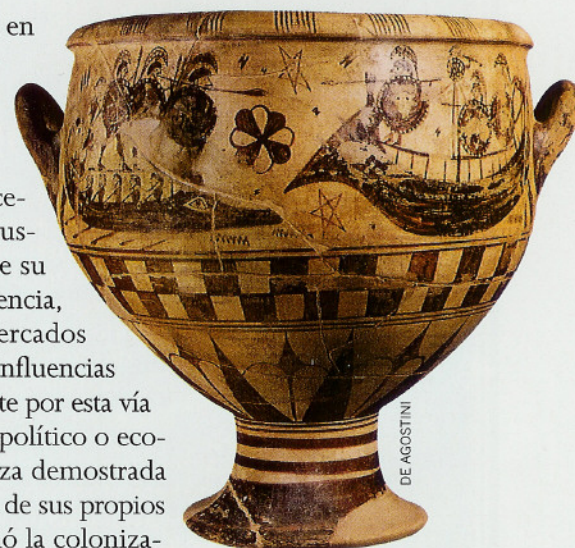 en
ce-
us-
e su
encia,
ercados
nfluencias
te por esta vía
político o eco-
za demostrada
de sus propios
ó la coloniza-
DE AGOSTINI